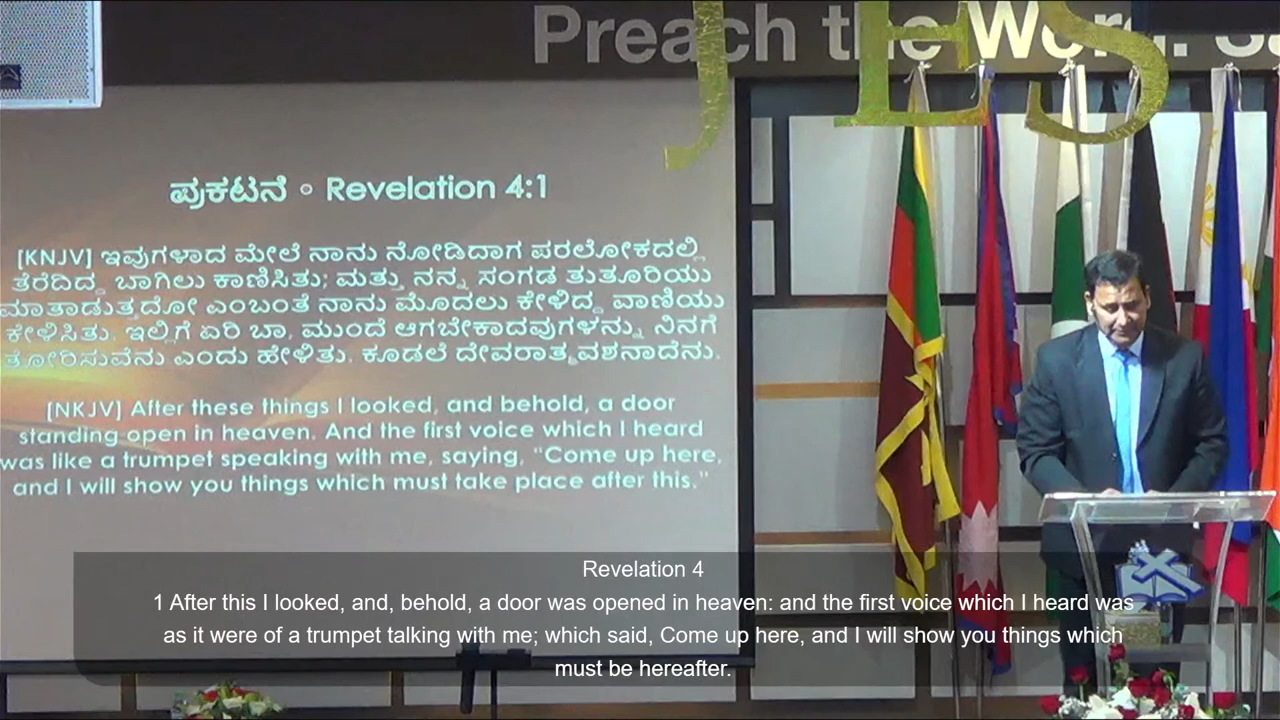 Preach the Word. Sa
JES
ಪ್ರಕಟನೆ ◦ Revelation 4:1
[KNJV] ಇವುಗಳಾದ ಮೇಲೆ ನಾನು ನೋಡಿದಾಗ ಪರಲೋಕದಲ್ಲಿ
ತೆರೆದಿದ್ದ ಬಾಗಿಲು ಕಾಣಿಸಿತು; ಮತ್ತು ನನ್ನ ಸಂಗಡ ತುತೂರಿಯು
ಮಾತಾಡುತ್ತದೋ ಎಂಬಂತೆ ನಾನು ಮೊದಲು ಕೇಳಿದ್ದ ವಾಣಿಯು
ಕೇಳಿಸಿತು. ಇಲ್ಲಿಗೆ ಏರಿ ಬಾ, ಮುಂದೆ ಆಗಬೇಕಾದವುಗಳನ್ನು ನಿನಗೆ
ತೋರಿಸುವೆನು ಎಂದು ಹೇಳಿತು. ಕೂಡಲೆ ದೇವರಾತ್ಮವಶನಾದೆನು.
[NKJV] After these things I looked, and behold, a door
standing open in heaven. And the first voice which I heard
was like a trumpet speaking with me, saying, “Come up here,
and I will show you things which must take place after this.”
Revelation 4
1 After this I looked, and, behold, a door was opened in heaven: and the first voice which I heard was
as it were of a trumpet talking with me; which said, Come up here, and I will show you things which
must be hereafter.